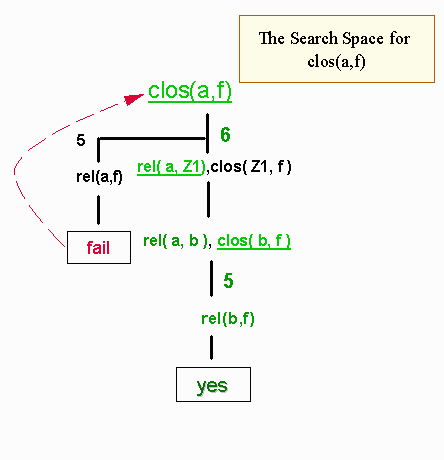 The Search Space for
clos(a,f)
clos(a,f)
5
6
rel(a,f)
rel( a, Z1),clos( Z1, f )
fail
rel( a, b ), clos( b, f )
5
rel(b,f)
yes